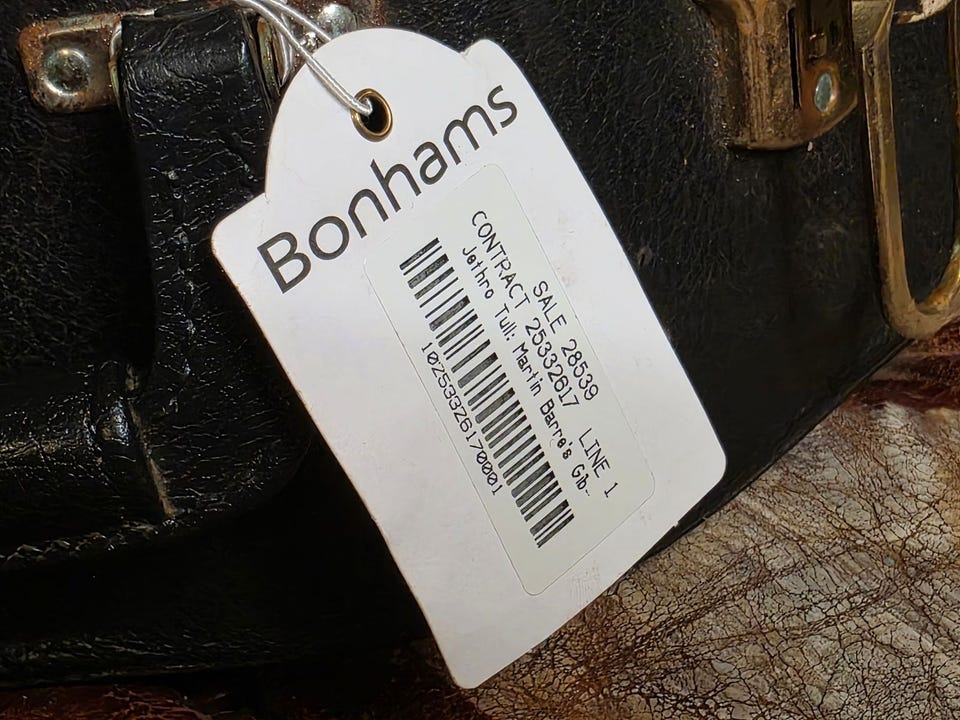 Bonhams
SALE 28539
CONTRACT 25332617 LINE 1
Jethro Tull: Martin Barre's Gib-
10253326170001